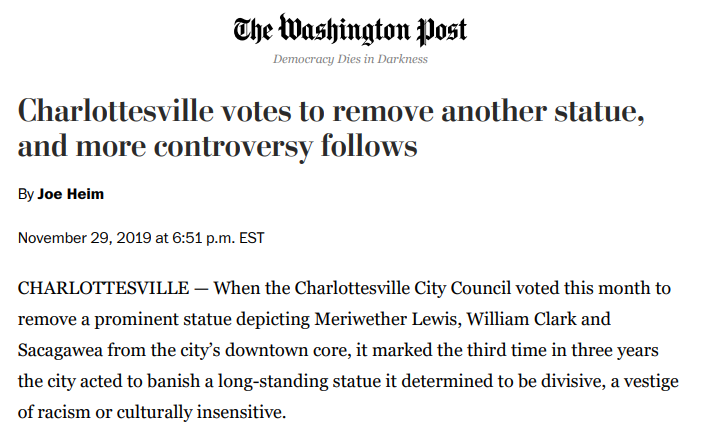 The Washington Post
Democracy Dies in Darkness
Charlottesville votes to remove another statue,
and more controversy follows
By Joe Heim
November 29, 2019 at 6:51 p.m. EST
CHARLOTTESVILLE — When the Charlottesville City Council voted this month to
remove a prominent statue depicting Meriwether Lewis, William Clark and
Sacagawea from the city’s downtown core, it marked the third time in three years
the city acted to banish a long-standing statue it determined to be divisive, a vestige
of racism or culturally insensitive.